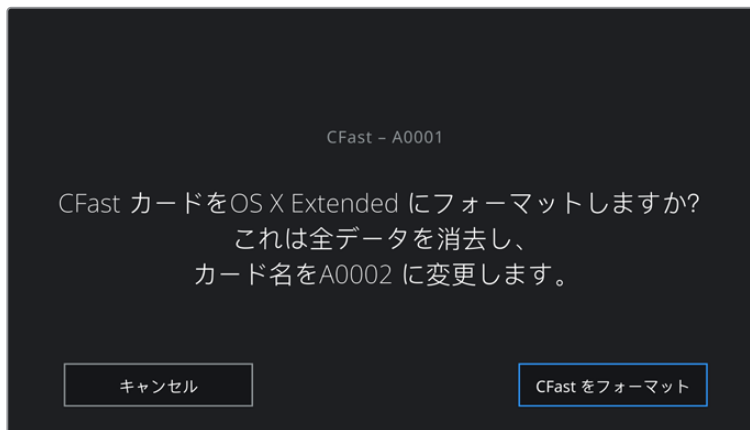 CFast – A0001
CFast カードをOS X Extended にフォーマットしますか?
これは全データを消去し、
カード名をA0002 に変更します。
キャンセル
CFast をフォーマット